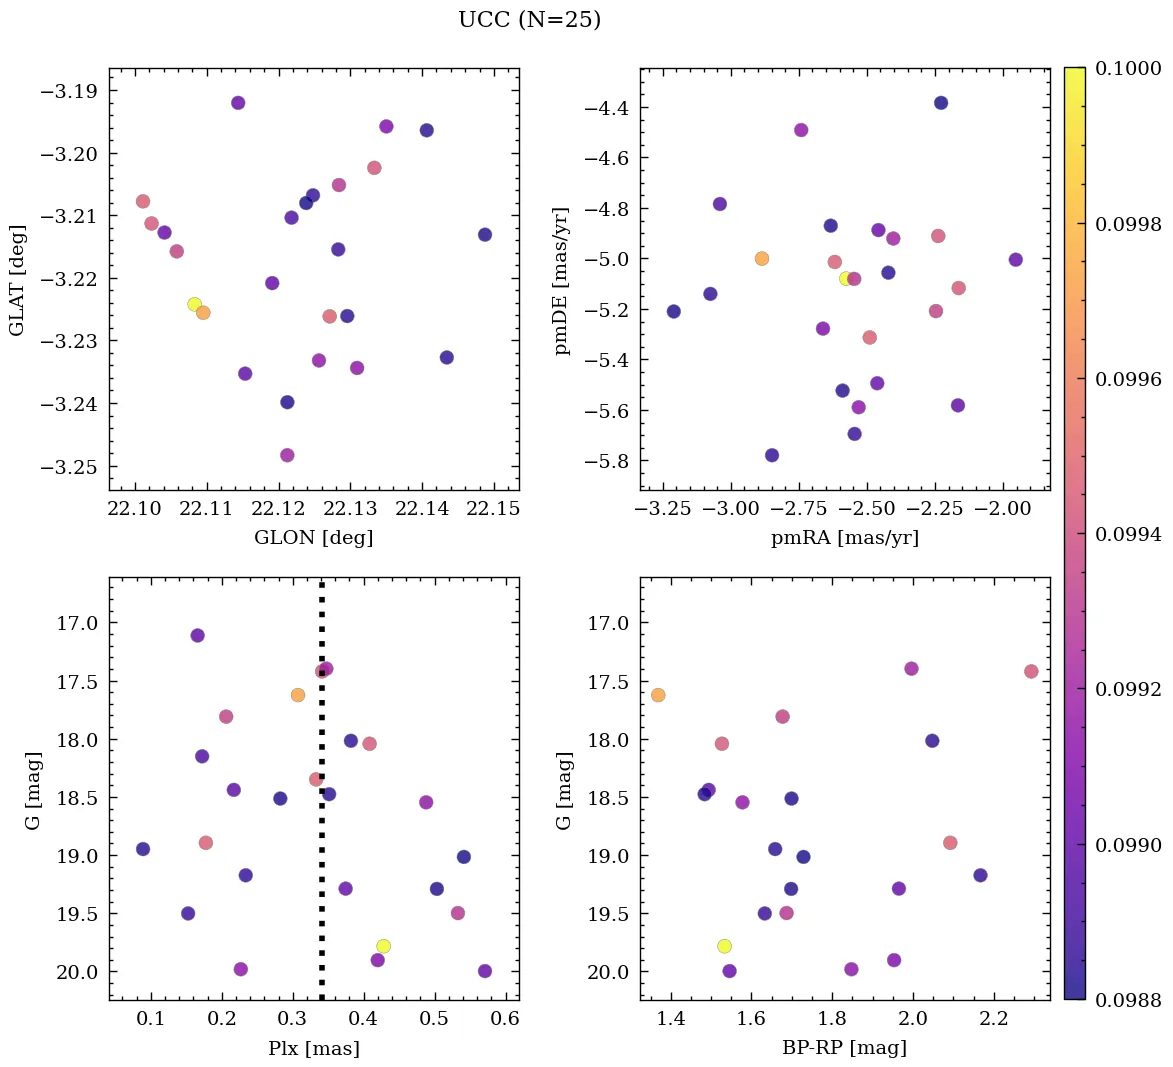 UCC (N=25)
−3.19
−3.20
−3.21
−3.22
−3.23
−3.24
−3.25
GLAT [deg]
22.10 22.11 22.12 22.13 22.14 22.15
GLON [deg]
−4.4
−4.6
−4.8
−5.0
−5.2
−5.4
−5.6
−5.8
pmDE [mas/yr]
−3.25 −3.00 −2.75 −2.50 −2.25 −2.00
pmRA [mas/yr]
0.1000
0.0998
0.0996
0.0994
0.0992
0.0990
0.0988
17.0
17.5
18.0
18.5
19.0
19.5
20.0
G [mag]
0.1 0.2 0.3 0.4 0.5 0.6
Plx [mas]
17.0
17.5
18.0
18.5
19.0
19.5
20.0
G [mag]
1.4 1.6 1.8 2.0 2.2
BP-RP [mag]